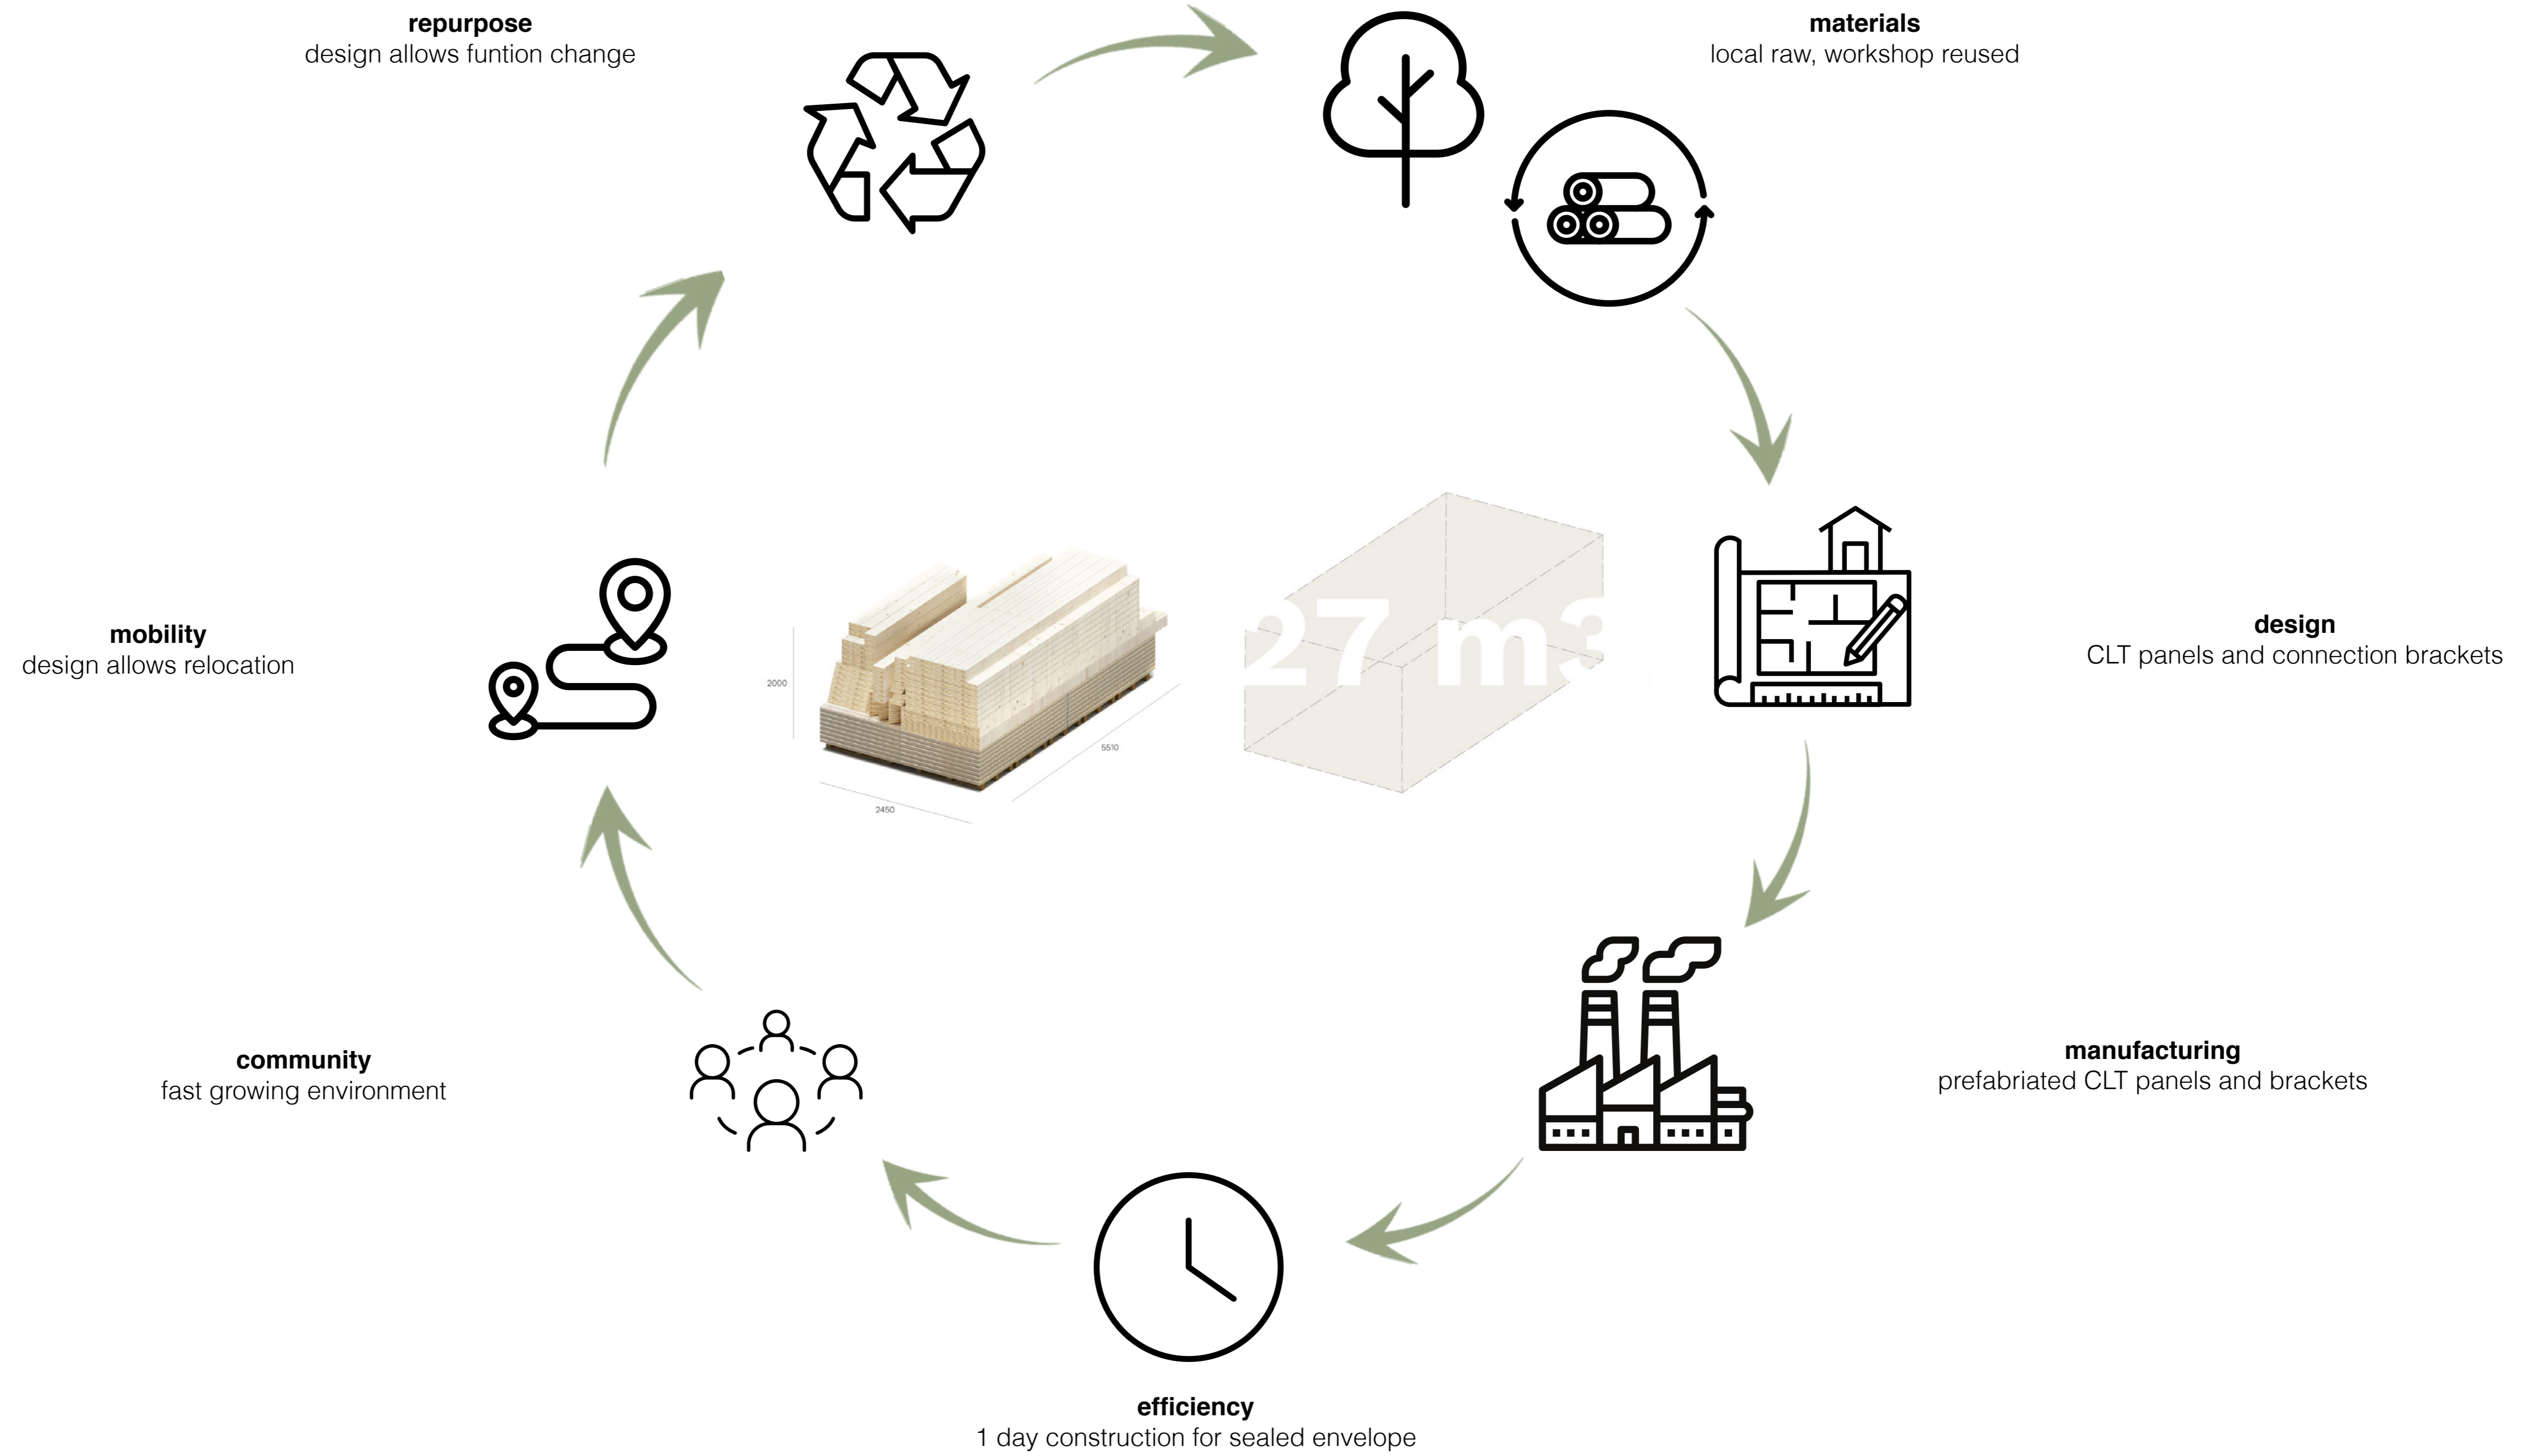 repurpose
design allows funtion change
materials
local raw, workshop reused
27 m3
mobility
design allows relocation
design
CLT panels and connection brackets
2000
5510
2450
community
fast growing environment
manufacturing
prefabriated CLT panels and brackets
efficiency
1 day construction for sealed envelope